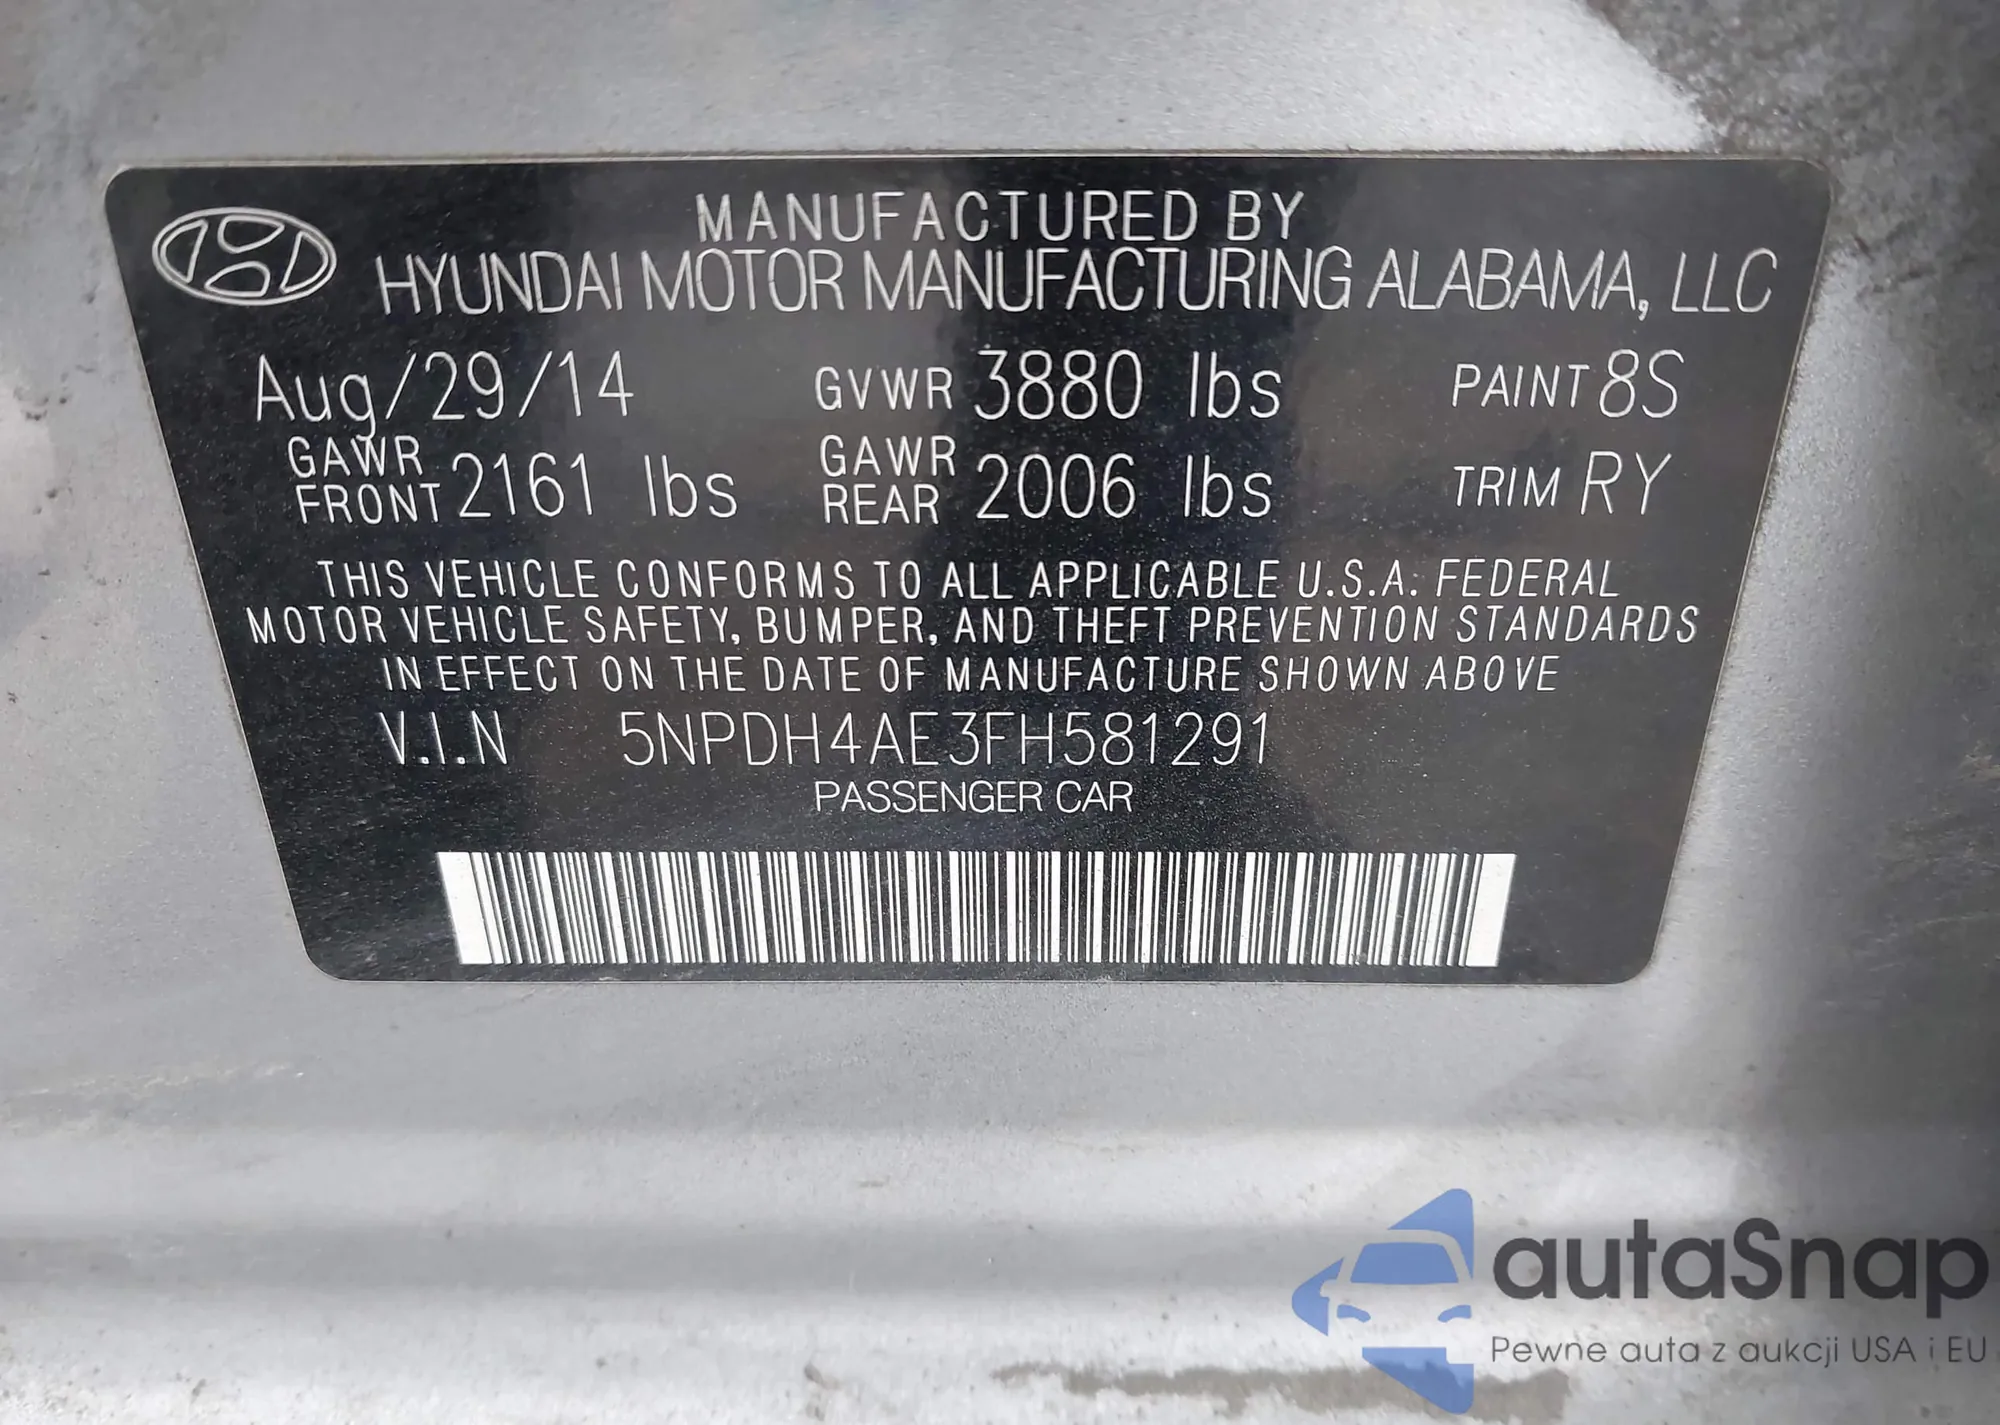 MANUFACTURED BY
HYUNDAI MOTOR MANUFACTURING ALABAMA, LLC
Aug/29/14 GVWR 3880 lbs PAINT 8S
GAWR FRONT 2161 lbs GAWR REAR 2006 lbs TRIM RY
THIS VEHICLE CONFORMS TO ALL APPLICABLE U.S.A. FEDERAL
MOTOR VEHICLE SAFETY, BUMPER, AND THEFT PREVENTION STANDARDS
IN EFFECT ON THE DATE OF MANUFACTURE SHOWN ABOVE
V.I.N 5NPDH4AE3FH581291
PASSENGER CAR
autaSnap
Pewne auta z aukcji USA i EU